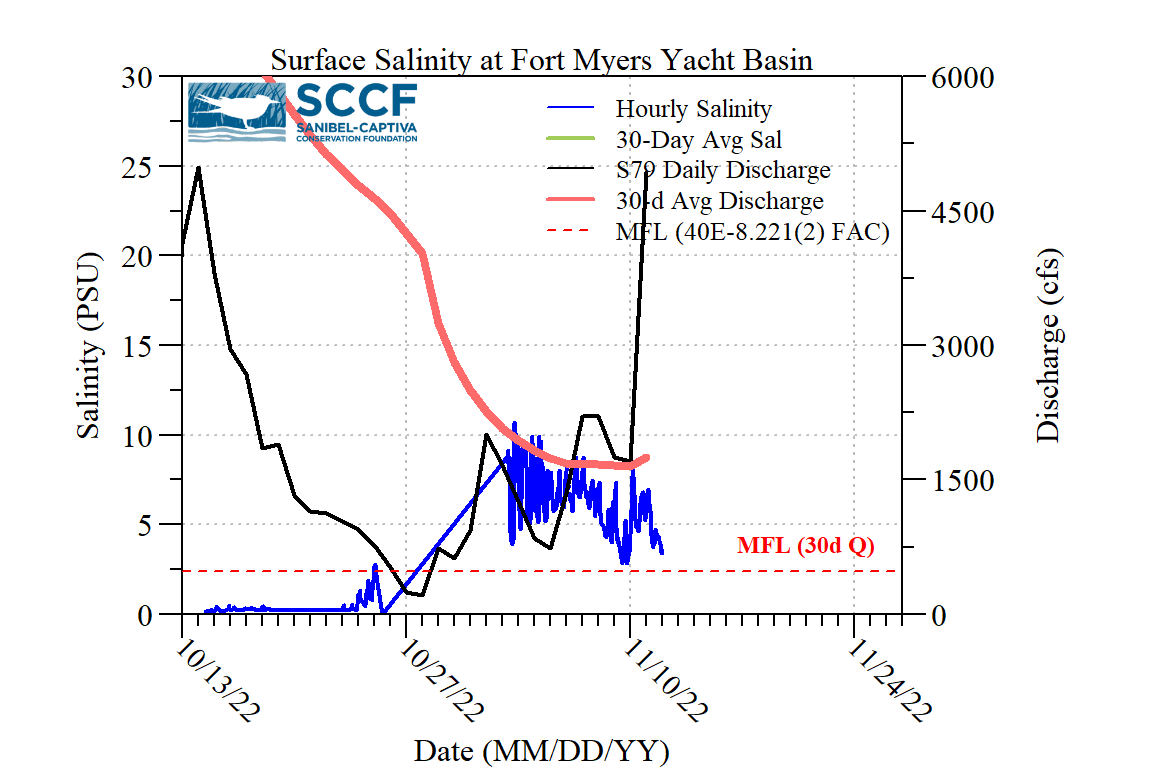 Surface Salinity at Fort Myers Yacht Basin
SCCF
SANIBEL-CAPTIVA
CONSERVATION FOUNDATION
Hourly Salinity
30-Day Avg Sal
S79 Daily Discharge
30-d Avg Discharge
MFL (40E-8.221(2) FAC)
30
25
20
15
10
5
0
Salinity (PSU)
6000
4500
3000
1500
0
Discharge (cfs)
MFL (30d Q)
10/13/22
10/27/22
11/10/22
11/24/22
Date (MM/DD/YY)